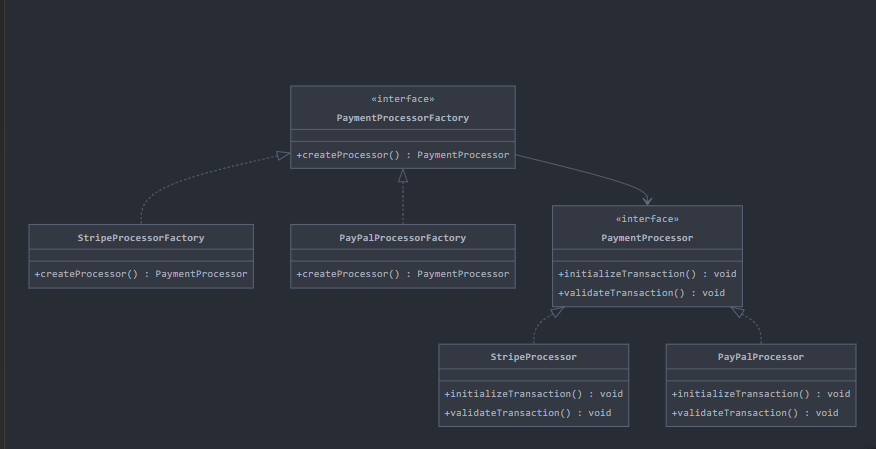 «interface»
PaymentProcessorFactory
+createProcessor() : PaymentProcessor
«interface»
PaymentProcessor
+initializeTransaction() : void
+validateTransaction() : void
StripeProcessorFactory
+createProcessor() : PaymentProcessor
PayPalProcessorFactory
+createProcessor() : PaymentProcessor
StripeProcessor
+initializeTransaction() : void
+validateTransaction() : void
PayPalProcessor
+initializeTransaction() : void
+validateTransaction() : void